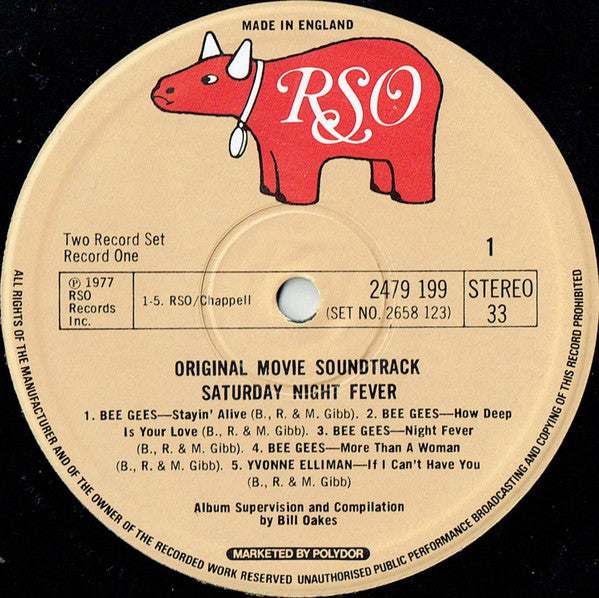 MADE IN ENGLAND
RSO
Two Record Set
Record One
1
℗ 1977
RSO
Records
Inc.
1-5. RSO/Chappell
2479 199
(SET NO. 2658 123)
STEREO
33
ORIGINAL MOVIE SOUNDTRACK
SATURDAY NIGHT FEVER
1. BEE GEES—Stayin' Alive (B., R. & M. Gibb). 2. BEE GEES—How Deep
Is Your Love (B., R. & M. Gibb). 3. BEE GEES—Night Fever
(B., R. & M. Gibb). 4. BEE GEES—More Than A Woman
(B., R. & M. Gibb). 5. YVONNE ELLIMAN—If I Can't Have You
(B., R. & M. Gibb)
Album Supervision and Compilation
by Bill Oakes
MARKETED BY POLYDOR
ALL RIGHTS OF THE MANUFACTURER AND OF THE OWNER OF THE RECORDED WORK RESERVED UNAUTHORISED PUBLIC PERFORMANCE BROADCASTING AND COPYING OF THIS RECORD PROHIBITED